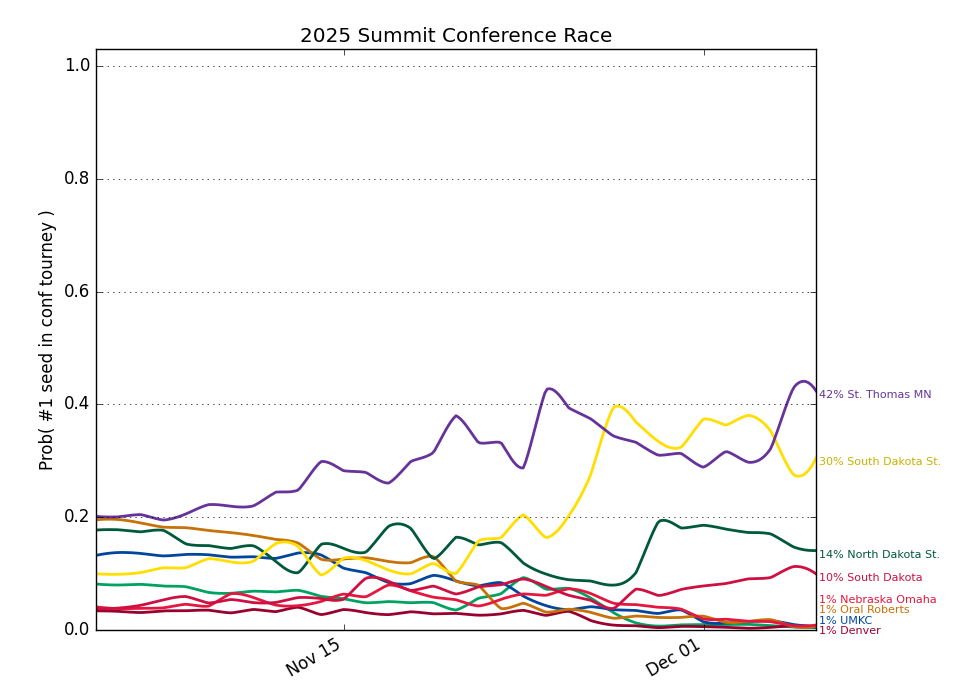 2025 Summit Conference Race
Prob( #1 seed in conf tourney )
1.0
0.8
0.6
0.4
0.2
0.0
Nov 15
Dec 01
42% St. Thomas MN
30% South Dakota St.
14% North Dakota St.
10% South Dakota
1% Nebraska Omaha
1% Oral Roberts
1% UMKC
1% Denver